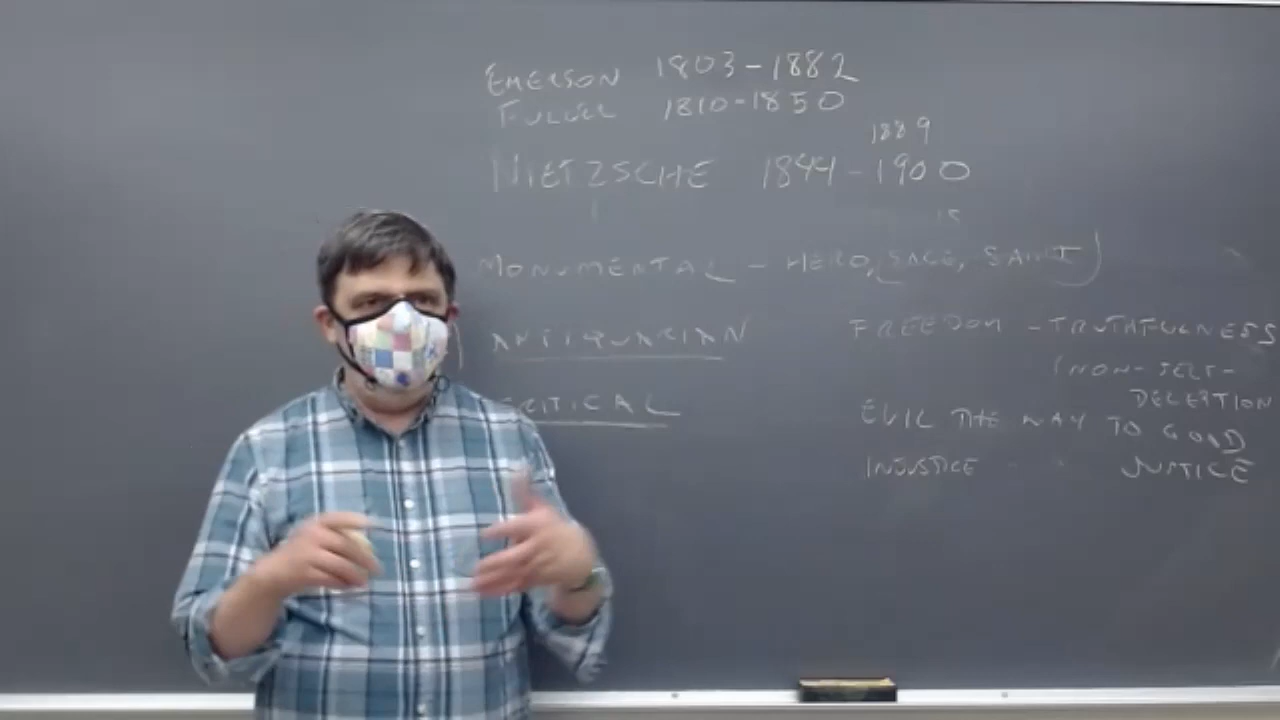 EMERSON 1803-1882
FULLER 1810-1850
1889
NIETZSCHE 1844-1900
MONUMENTAL - HERO, (SAGE, SAINT)
ANTIQUARIAN
CRITICAL
FREEDOM - TRUTHFULNESS
(NON-SELF-
DECEPTION
EVIL THE WAY TO GOOD
INJUSTICE " " JUSTICE